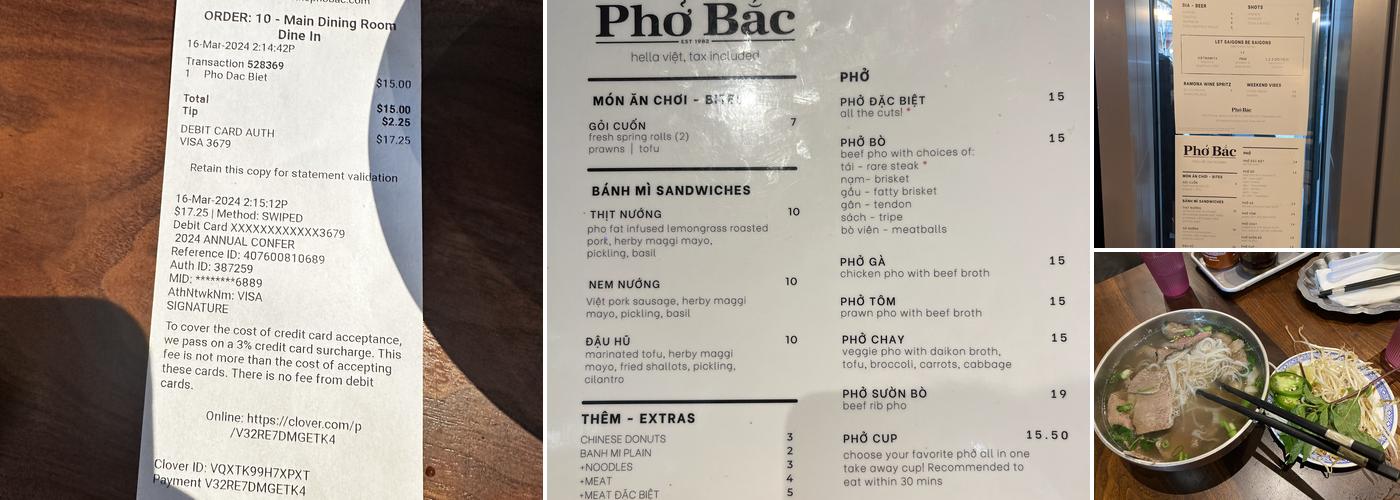 ORDER: 10 - Main Dining Room
Dine In
16-Mar-2024 2:14:42P
Transaction 528369
1 Pho Dac Biet
$15.00
Total $15.00
Tip $2.25
DEBIT CARD AUTH $17.25
VISA 3679
Retain this copy for statement validation
16-Mar-2024 2:15:12P
$17.25 | Method: SWIPED
Debit Card XXXXXXXXXXXX3679
2024 ANNUAL CONFER
Reference ID: 407600810689
Auth ID: 387259
MID: ********6889
AthNtwkNm: VISA
SIGNATURE
To cover the cost of credit card acceptance,
we pass on a 3% credit card surcharge. This
fee is not more than the cost of accepting
these cards. There is no fee from debit
cards.
Online: https://clover.com/p
/V32RE7DMGETK4
Clover ID: VQXTK99H7XPXT
Payment V32RE7DMGETK4
Phở Bắc
EST 1982
hella việt, tax included
MÓN ĂN CHƠI - BITES
GỎI CUỐN 7
fresh spring rolls (2)
prawns | tofu
BÁNH MÌ SANDWICHES
THỊT NƯỚNG 10
pho fat infused lemongrass roasted
pork, herby maggi mayo,
pickling, basil
NEM NƯỚNG 10
Việt pork sausage, herby maggi
mayo, pickling, basil
ĐẬU HŨ 10
marinated tofu, herby maggi
mayo, fried shallots, pickling,
cilantro
THÊM - EXTRAS
CHINESE DONUTS 3
BANH MI PLAIN 2
+NOODLES 3
+MEAT 4
+MEAT ĐẶC BIỆT 5
PHỞ
PHỞ ĐẶC BIỆT 15
all the cuts! *
PHỞ BÒ 15
beef pho with choices of:
tái - rare steak *
nạm- brisket
gầu - fatty brisket
gân - tendon
sách - tripe
bò viên - meatballs
PHỞ GÀ 15
chicken pho with beef broth
PHỞ TÔM 15
prawn pho with beef broth
PHỞ CHAY 15
veggie pho with daikon broth,
tofu, broccoli, carrots, cabbage
PHỞ SƯỜN BÒ 19
beef rib pho
PHỞ CUP 15.50
choose your favorite phở all in one
take away cup! Recommended to
eat within 30 mins
BIA - BEER
SHOTS
LET SAIGONS BE SAIGONS
RAMONA WINE SPRITZ
WEEKEND VIBES
Phở Bắc
Phở Bắc
MÓN ĂN CHƠI - BITES
BÁNH MÌ SANDWICHES
PHỞ